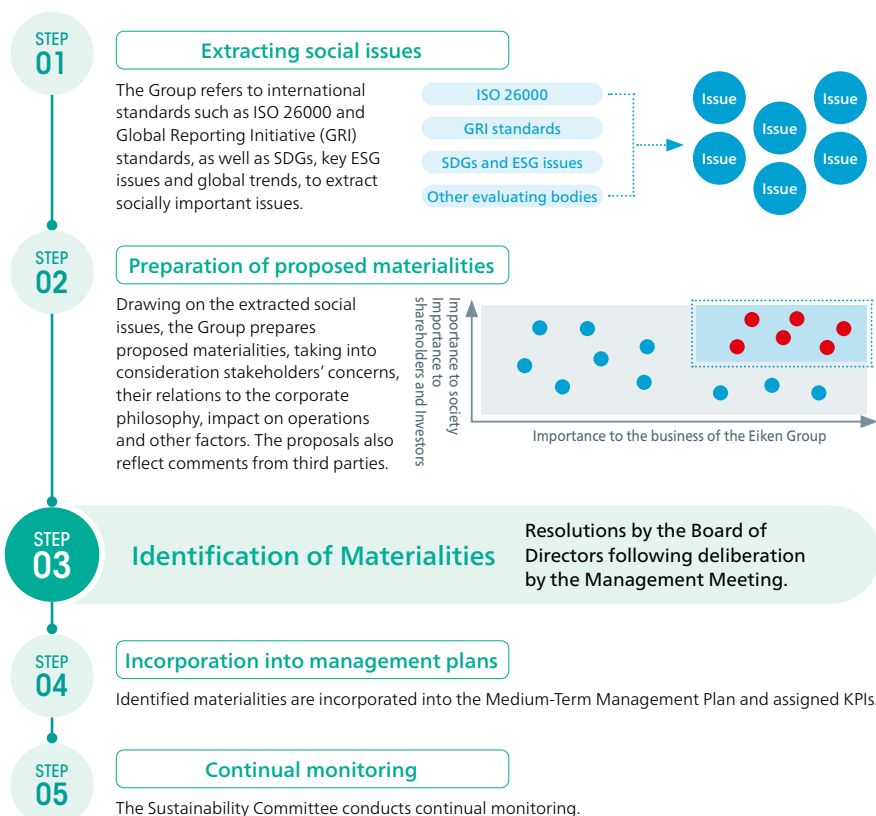 STEP
01
Extracting social issues
The Group refers to international
standards such as ISO 26000 and
Global Reporting Initiative (GRI)
standards, as well as SDGs, key ESG
issues and global trends, to extract
socially important issues.
ISO 26000
GRI standards
SDGs and ESG issues
Other evaluating bodies
Issue
Issue
Issue
Issue
Issue
Issue
STEP
02
Preparation of proposed materialities
Drawing on the extracted social
issues, the Group prepares
proposed materialities, taking into
consideration stakeholders’ concerns,
their relations to the corporate
philosophy, impact on operations
and other factors. The proposals also
reflect comments from third parties.
Importance to society
Importance to
shareholders and Investors
Importance to the business of the Eiken Group
STEP
03
Identification of Materialities
Resolutions by the Board of
Directors following deliberation
by the Management Meeting.
STEP
04
Incorporation into management plans
Identified materialities are incorporated into the Medium-Term Management Plan and assigned KPIs.
STEP
05
Continual monitoring
The Sustainability Committee conducts continual monitoring.